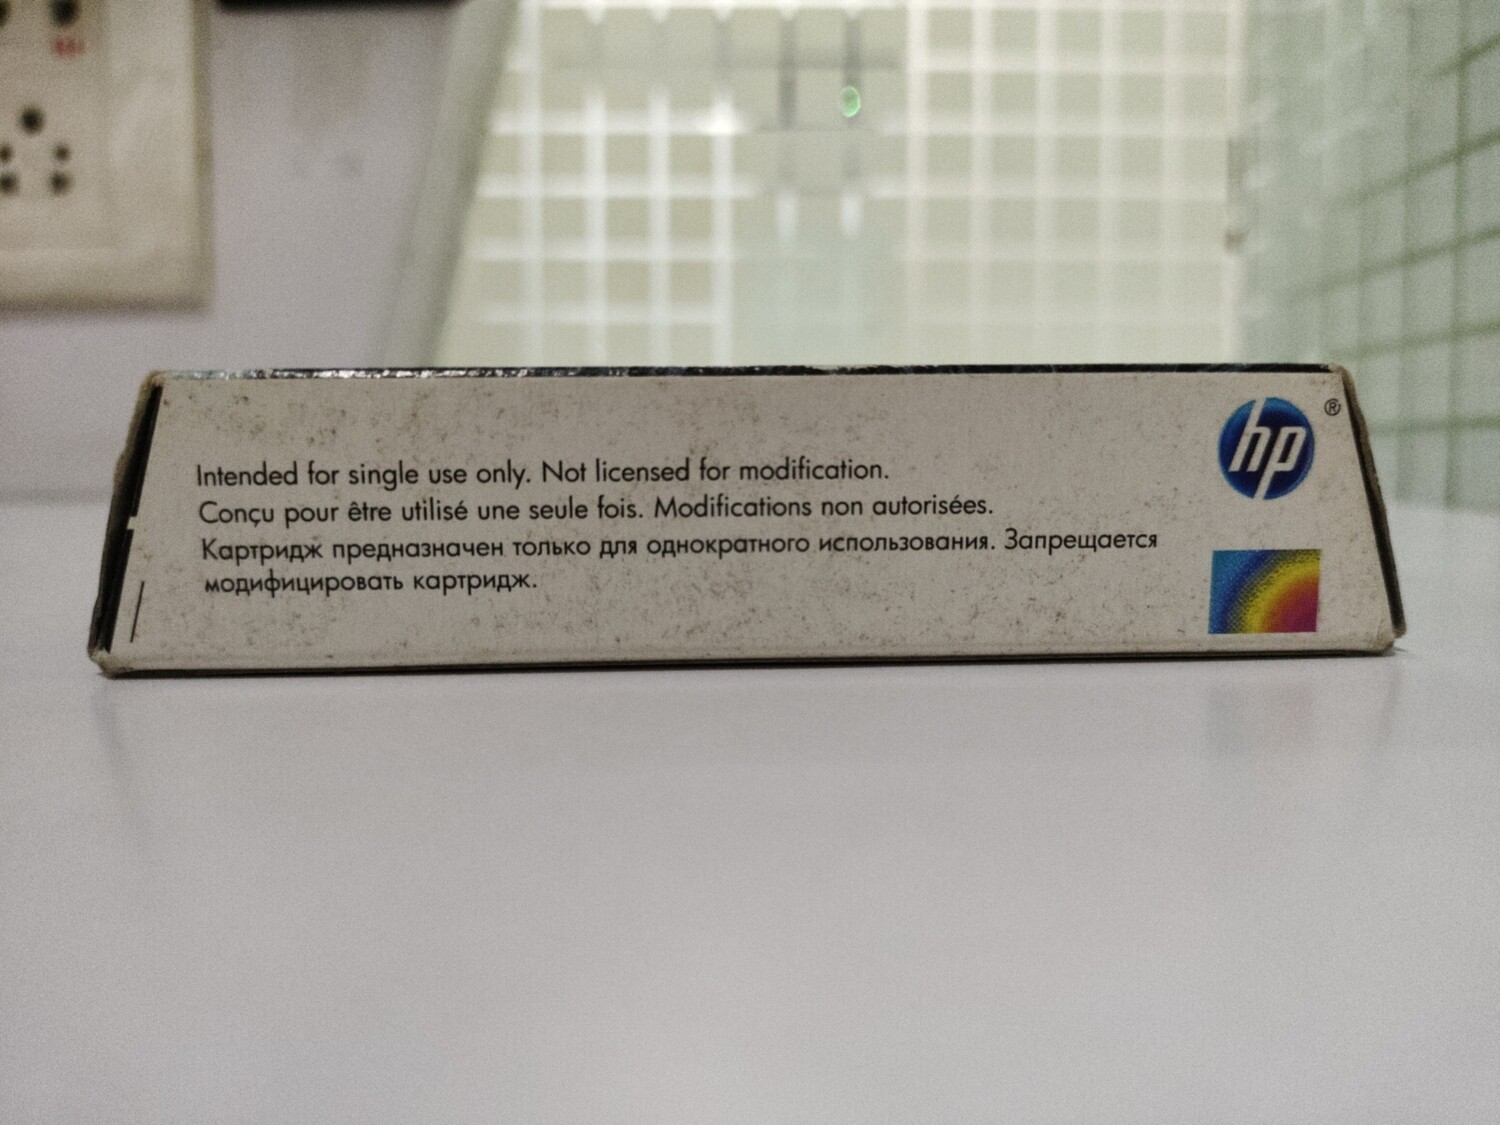 Intended for single use only. Not licensed for modification.
Conçu pour être utilisé une seule fois. Modifications non autorisées.
Картридж предназначен только для однократного использования. Запрещается
модифицировать картридж.
hp®